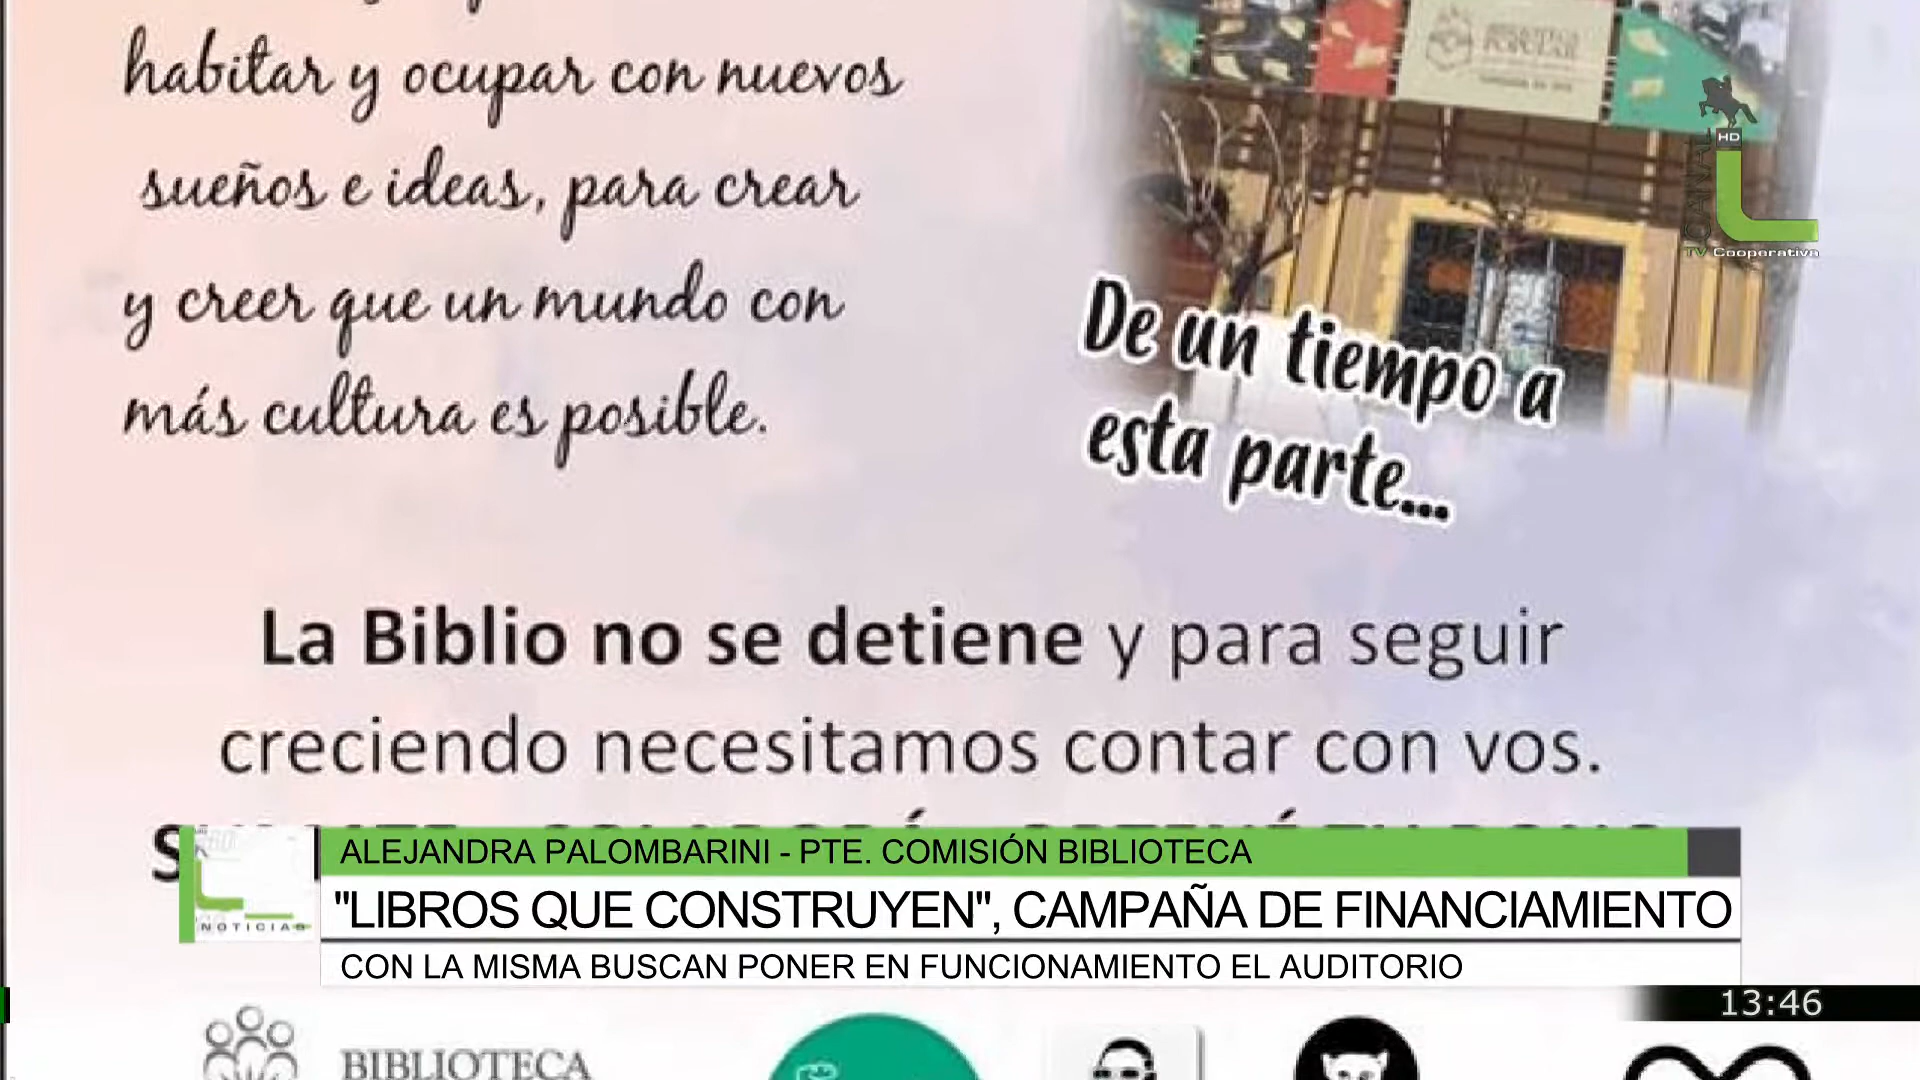 habitar y ocupar con nuevos
sueños e ideas, para crear
y creer que un mundo con
más cultura es posible.
POPULAR
HD
CANAL
TV Cooperativa
De un tiempo a
esta parte...
La Biblio no se detiene y para seguir
creciendo necesitamos contar con vos.
ALEJANDRA PALOMBARINI - PTE. COMISIÓN BIBLIOTECA
"LIBROS QUE CONSTRUYEN", CAMPAÑA DE FINANCIAMIENTO
NOTICIAS
CON LA MISMA BUSCAN PONER EN FUNCIONAMIENTO EL AUDITORIO
13:46
BIBLIOTECA